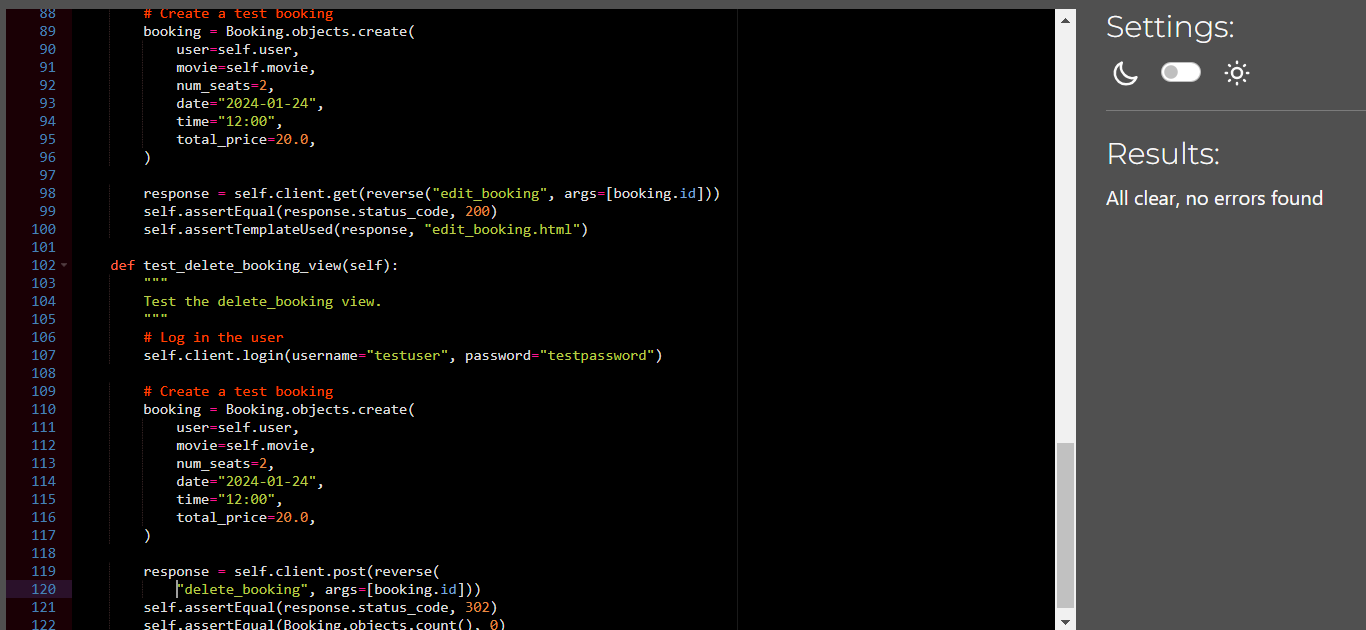 88 # Create a test booking
89 booking = Booking.objects.create(
90 user=self.user,
91 movie=self.movie,
92 num_seats=2,
93 date="2024-01-24",
94 time="12:00",
95 total_price=20.0,
96 )
97
98 response = self.client.get(reverse("edit_booking", args=[booking.id]))
99 self.assertEqual(response.status_code, 200)
100 self.assertTemplateUsed(response, "edit_booking.html")
101
102 def test_delete_booking_view(self):
103 """
104 Test the delete_booking view.
105 """
106 # Log in the user
107 self.client.login(username="testuser", password="testpassword")
108
109 # Create a test booking
110 booking = Booking.objects.create(
111 user=self.user,
112 movie=self.movie,
113 num_seats=2,
114 date="2024-01-24",
115 time="12:00",
116 total_price=20.0,
117 )
118
119 response = self.client.post(reverse(
120 "delete_booking", args=[booking.id]))
121 self.assertEqual(response.status_code, 302)
122 self.assertEqual(Booking.objects.count(), 0)
Settings:
Results:
All clear, no errors found